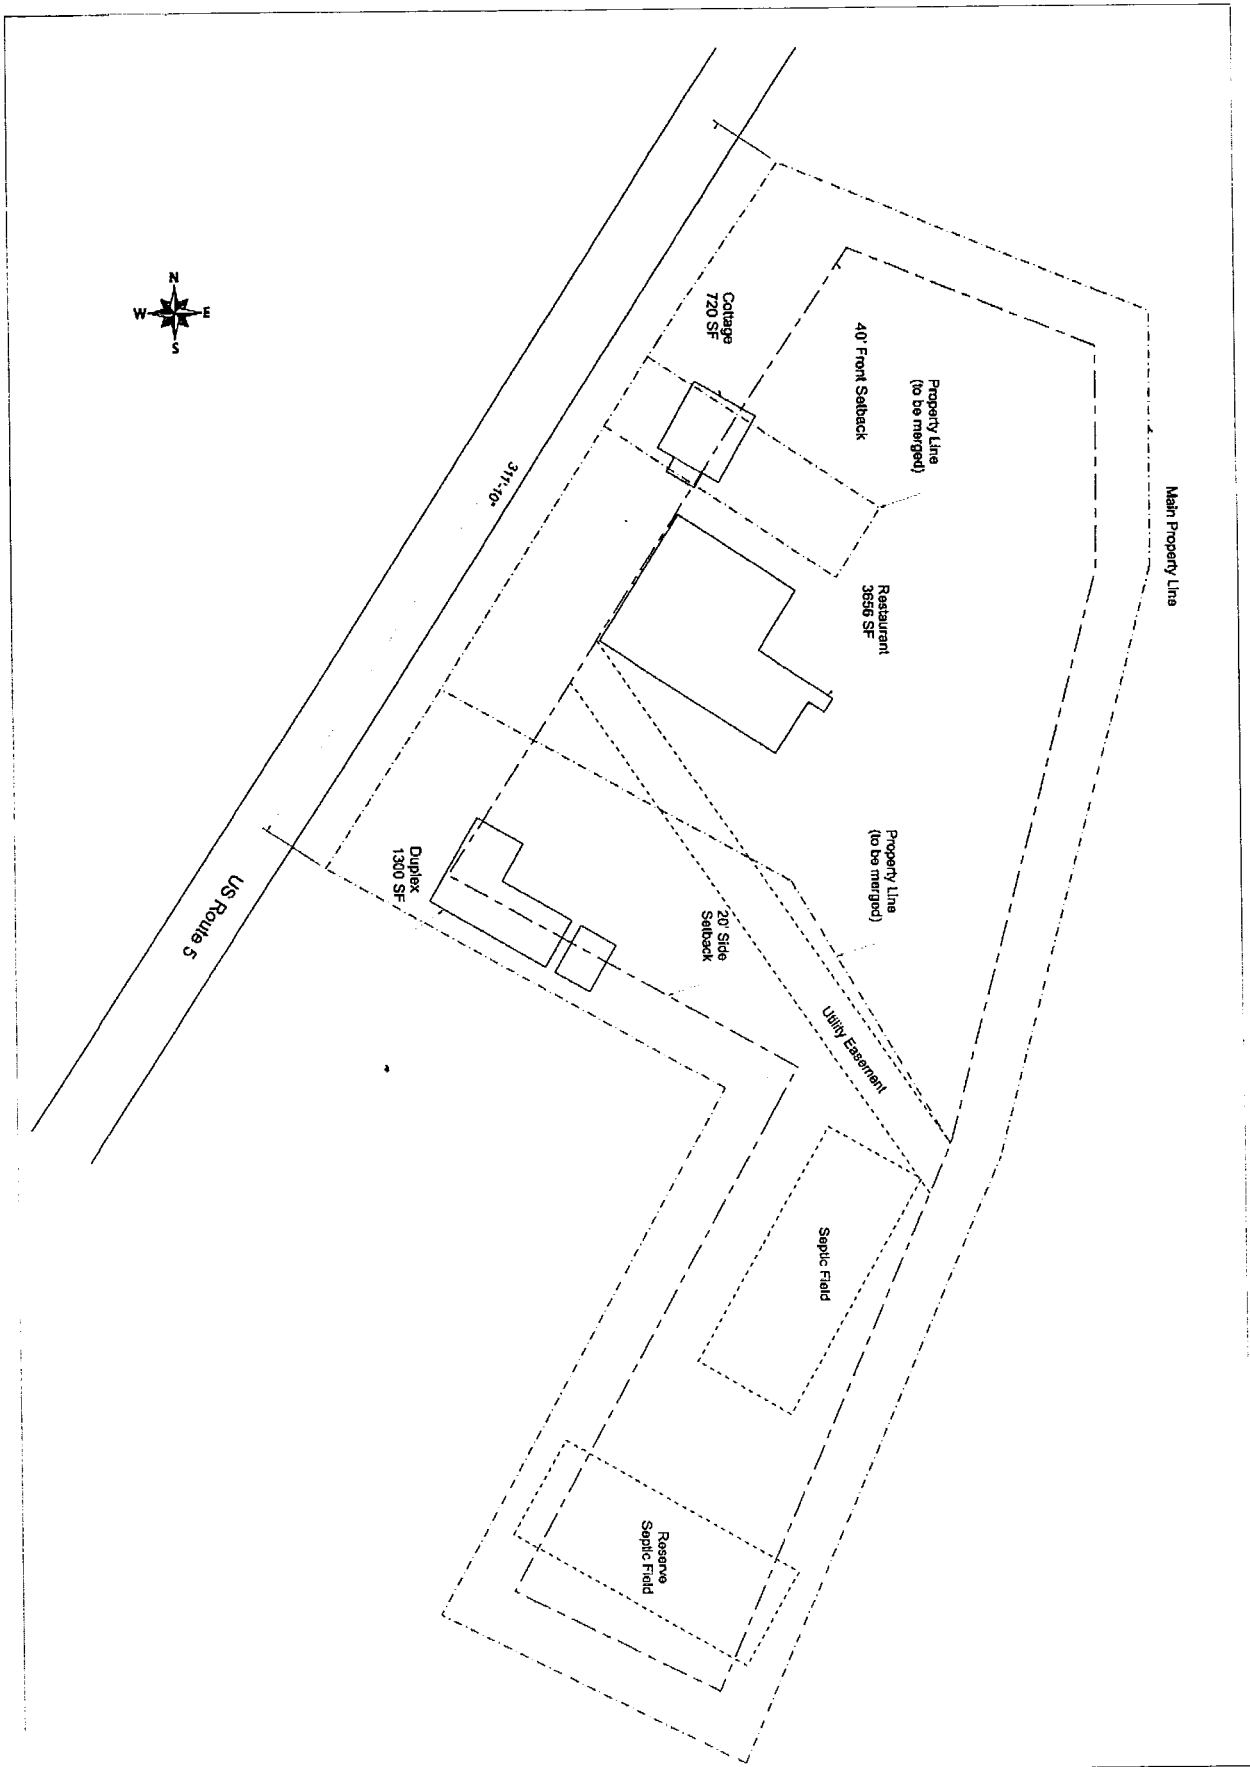 N
W
E
S
Cottage
720 SF
40' Front Setback
Property Line
(to be merged)
Main Property Line
311'-10"
Restaurant
3656 SF
Property Line
(to be merged)
Duplex
1300 SF
20' Side
Setback
US Route 5
Utility Easement
Septic Field
Reserve
Septic Field